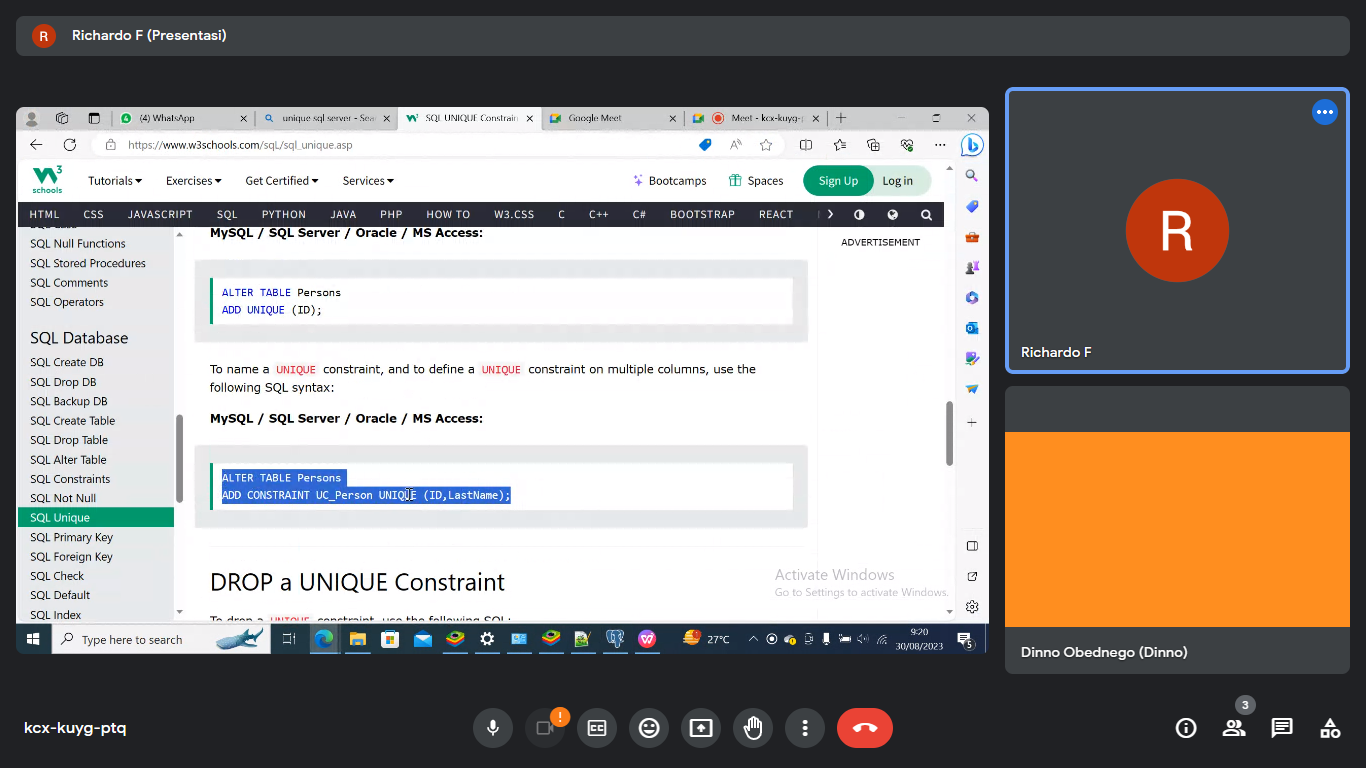 R Richardo F (Presentasi)
(4) WhatsApp
unique sql server - Sear
SQL UNIQUE Constrain
Google Meet
Meet - kcx-kuyg-p
https://www.w3schools.com/sql/sql_unique.asp
W3 schools
Tutorials Exercises Get Certified Services Bootcamps Spaces Sign Up Log in
HTML CSS JAVASCRIPT SQL PYTHON JAVA PHP HOW TO W3.CSS C C++ C# BOOTSTRAP REACT
SQL Null Functions
SQL Stored Procedures
SQL Comments
SQL Operators
SQL Database
SQL Create DB
SQL Drop DB
SQL Backup DB
SQL Create Table
SQL Drop Table
SQL Alter Table
SQL Constraints
SQL Not Null
SQL Unique
SQL Primary Key
SQL Foreign Key
SQL Check
SQL Default
SQL Index
MySQL / SQL Server / Oracle / MS Access:
ALTER TABLE Persons
ADD UNIQUE (ID);
To name a UNIQUE constraint, and to define a UNIQUE constraint on multiple columns, use the
following SQL syntax:
MySQL / SQL Server / Oracle / MS Access:
ALTER TABLE Persons
ADD CONSTRAINT UC_Person UNIQUE (ID,LastName);
DROP a UNIQUE Constraint
To drop a UNIQUE constraint, use the following SQL:
ADVERTISEMENT
Activate Windows
Go to Settings to activate Windows.
Type here to search
27°C
9:20
30/08/2023
5
R
Richardo F
Dinno Obednego (Dinno)
kcx-kuyg-ptq
CC
3